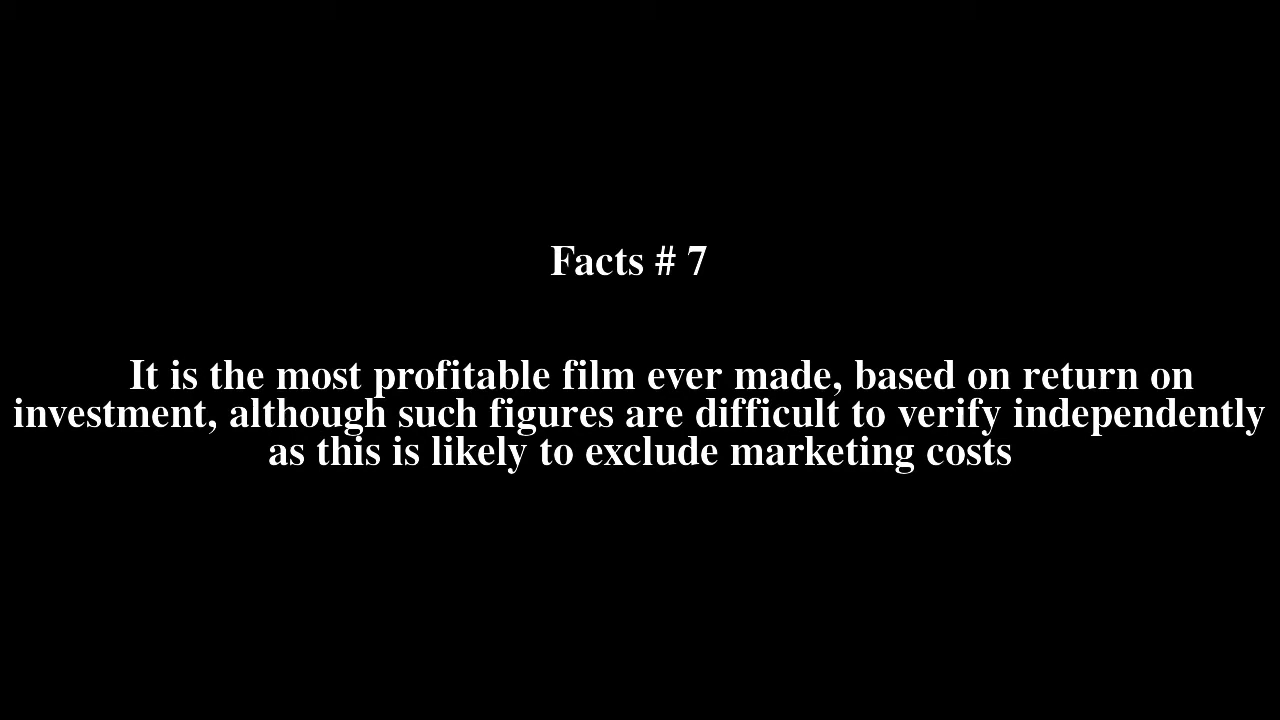 Facts # 7
It is the most profitable film ever made, based on return on
investment, although such figures are difficult to verify independently
as this is likely to exclude marketing costs